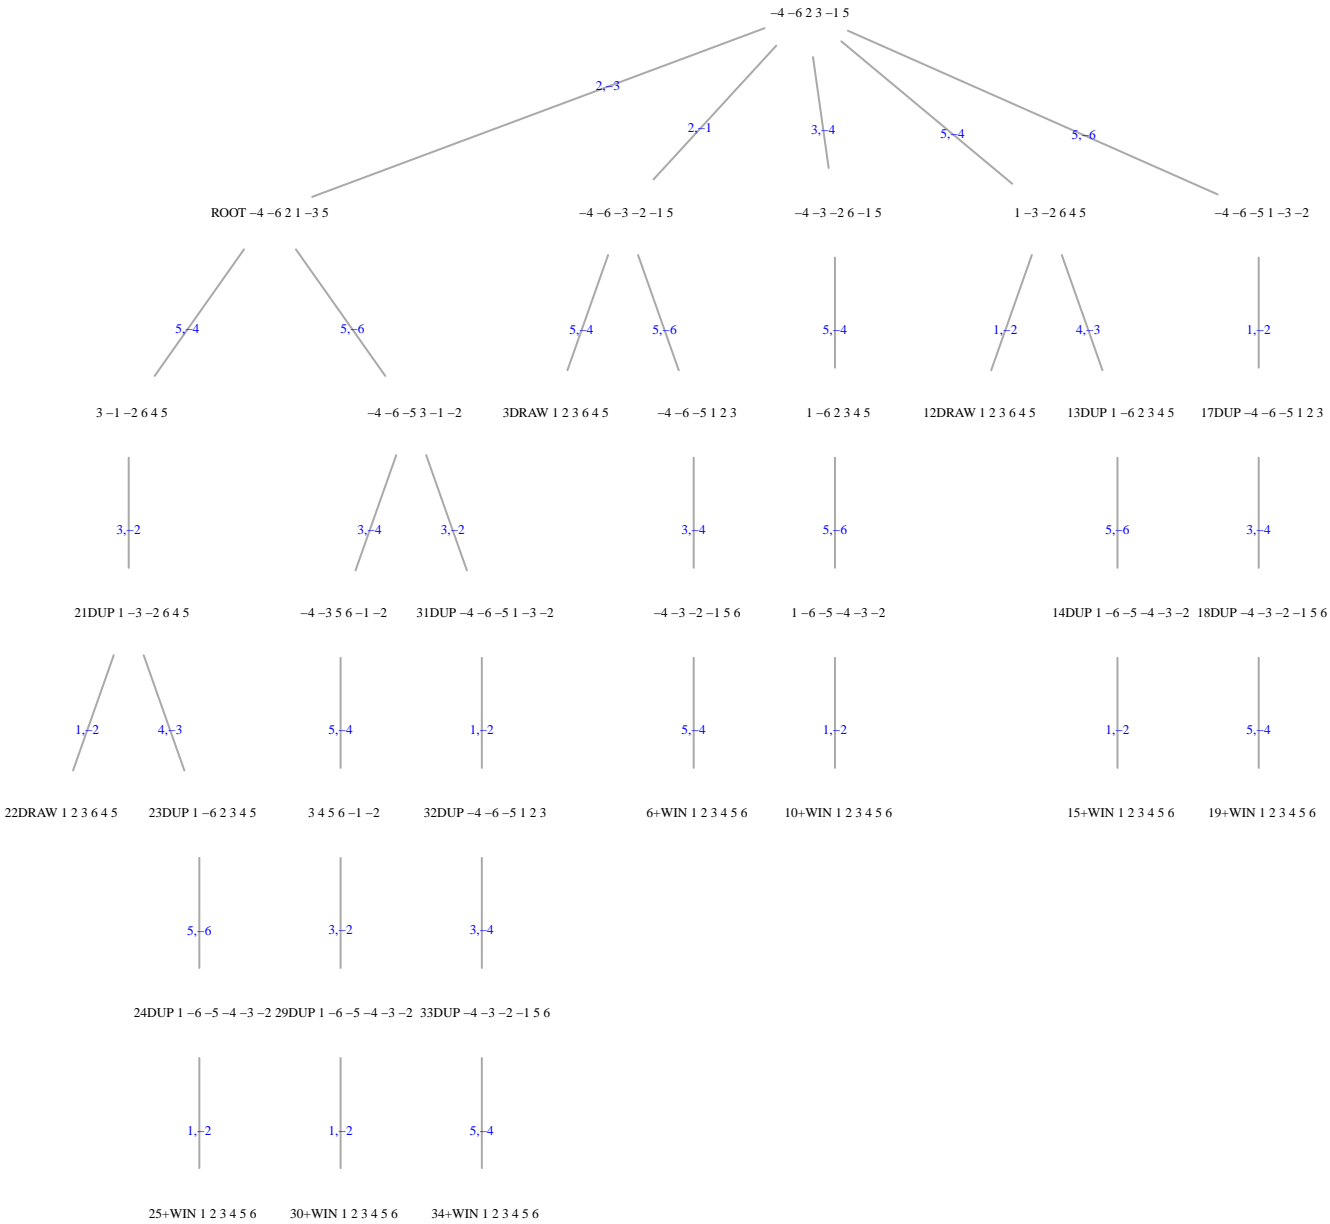 −4 −6 2 3 −1 5
2,−3
2,−1
3,−4
5,−4
5,−6
ROOT −4 −6 2 1 −3 5
−4 −6 −3 −2 −1 5
−4 −3 −2 6 −1 5
1 −3 −2 6 4 5
−4 −6 −5 1 −3 −2
5,−4
5,−6
5,−4
5,−6
5,−4
1,−2
4,−3
1,−2
3 −1 −2 6 4 5
−4 −6 −5 3 −1 −2
3DRAW 1 2 3 6 4 5
−4 −6 −5 1 2 3
1 −6 2 3 4 5
12DRAW 1 2 3 6 4 5
13DUP 1 −6 2 3 4 5
17DUP −4 −6 −5 1 2 3
3,−2
3,−4
3,−2
3,−4
5,−6
5,−6
3,−4
21DUP 1 −3 −2 6 4 5
−4 −3 5 6 −1 −2
31DUP −4 −6 −5 1 −3 −2
−4 −3 −2 −1 5 6
1 −6 −5 −4 −3 −2
14DUP 1 −6 −5 −4 −3 −2
18DUP −4 −3 −2 −1 5 6
1,−2
4,−3
5,−4
1,−2
5,−4
1,−2
1,−2
5,−4
22DRAW 1 2 3 6 4 5
23DUP 1 −6 2 3 4 5
3 4 5 6 −1 −2
32DUP −4 −6 −5 1 2 3
6+WIN 1 2 3 4 5 6
10+WIN 1 2 3 4 5 6
15+WIN 1 2 3 4 5 6
19+WIN 1 2 3 4 5 6
5,−6
3,−2
3,−4
24DUP 1 −6 −5 −4 −3 −2
29DUP 1 −6 −5 −4 −3 −2
33DUP −4 −3 −2 −1 5 6
1,−2
1,−2
5,−4
25+WIN 1 2 3 4 5 6
30+WIN 1 2 3 4 5 6
34+WIN 1 2 3 4 5 6